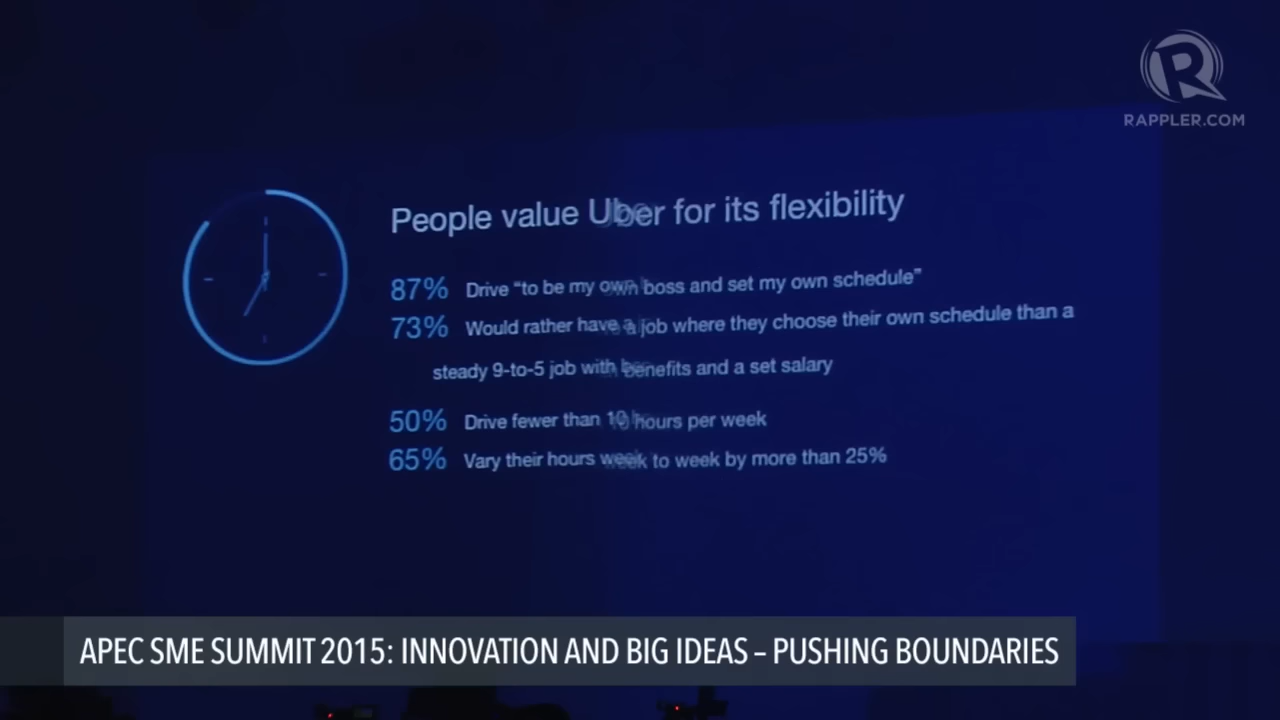 R
RAPPLER.COM
People value Uber for its flexibility
87% Drive “to be my own boss and set my own schedule”
73% Would rather have a job where they choose their own schedule than a
steady 9-to-5 job with benefits and a set salary
50% Drive fewer than 10 hours per week
65% Vary their hours week to week by more than 25%
APEC SME SUMMIT 2015: INNOVATION AND BIG IDEAS – PUSHING BOUNDARIES